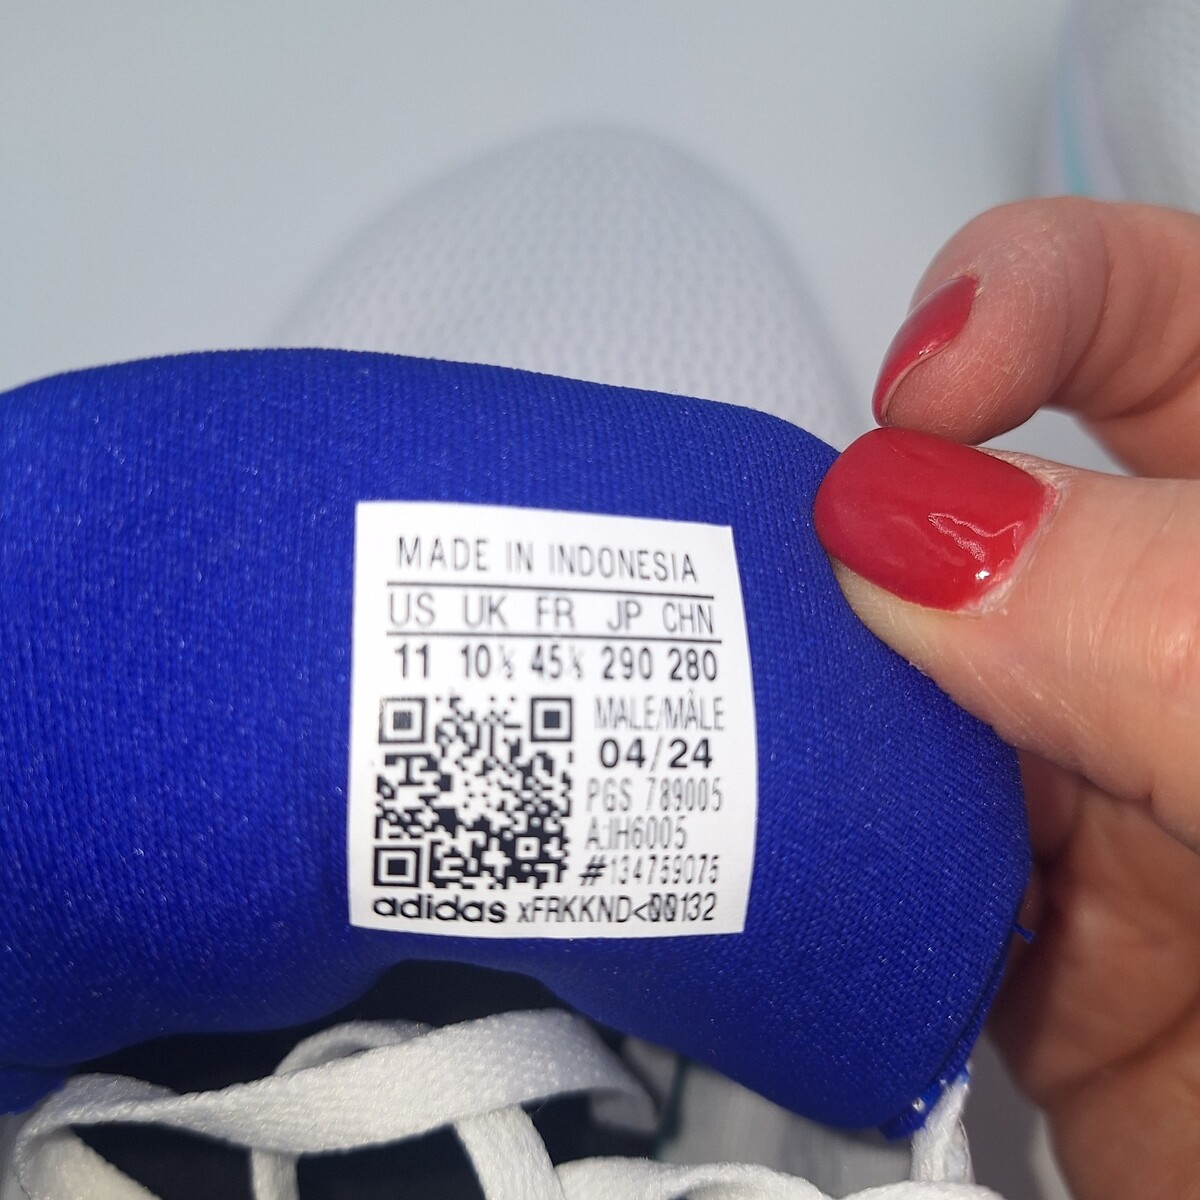 MADE IN INDONESIA
US UK FR JP CHN
11 10½ 45⅓ 290 280
MALE/MÂLE
04/24
PGS 789005
A:IH6005
#134759075
adidas xFRKKND<00132